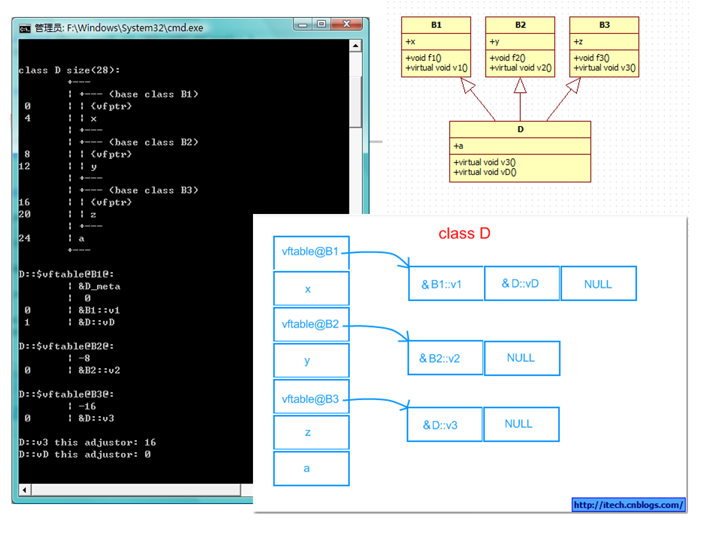 管理员: F:\Windows\System32\cmd.exe
class D size(28):
+---
| +--- (base class B1)
0 | | {vfptr}
4 | | x
| +---
| +--- (base class B2)
8 | | {vfptr}
12 | | y
| +---
| +--- (base class B3)
16 | | {vfptr}
20 | | z
| +---
24 | a
+---
D::$vftable@B1@:
| &D_meta
| 0
0 | &B1::v1
1 | &D::vD
D::$vftable@B2@:
| -8
0 | &B2::v2
D::$vftable@B3@:
| -16
0 | &D::v3
D::v3 this adjustor: 16
D::vD this adjustor: 0
B1
+x
+void f1()
+virtual void v1()
B2
+y
+void f2()
+virtual void v2()
B3
+z
+void f3()
+virtual void v3()
D
+a
+virtual void v3()
+virtual void vD()
class D
vftable@B1
x
vftable@B2
y
vftable@B3
z
a
&B1::v1
&D::vD
NULL
&B2::v2
NULL
&D::v3
NULL
http://itech.cnblogs.com/